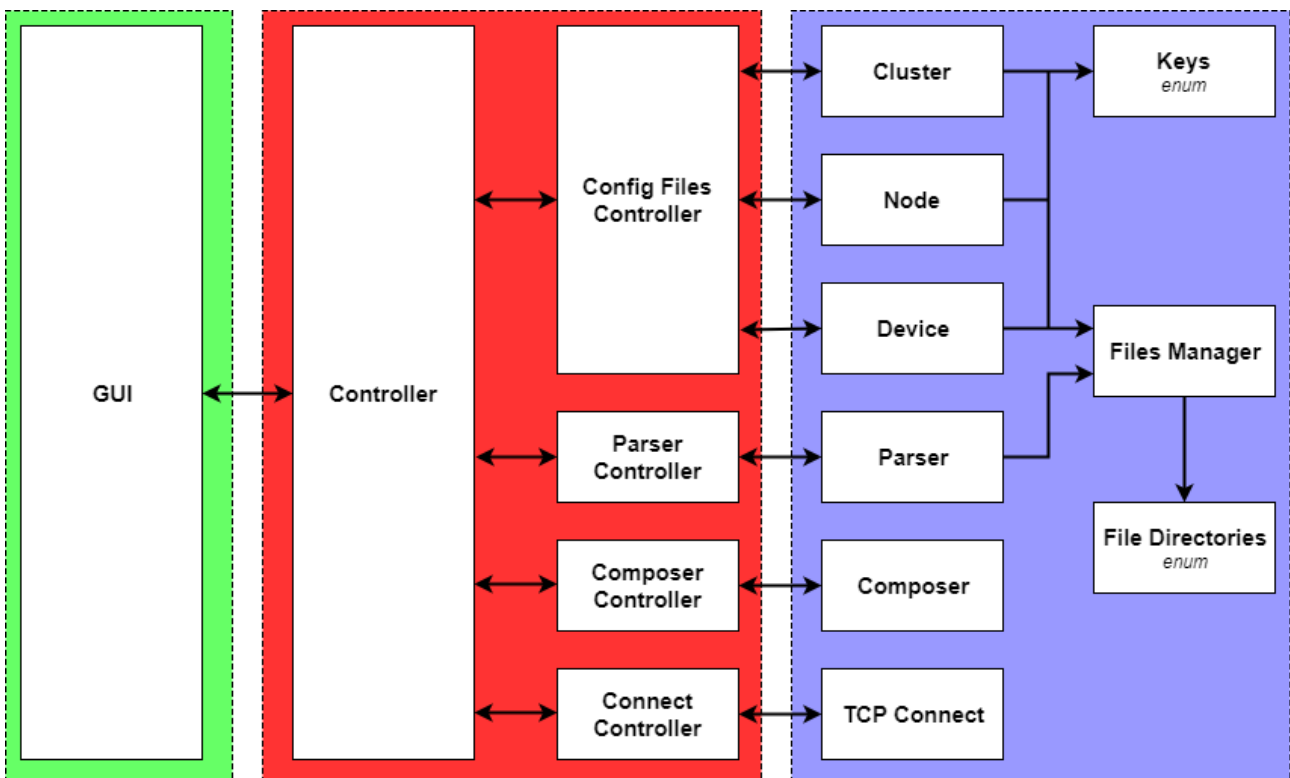 GUI
Controller
Config Files
Controller
Parser
Controller
Composer
Controller
Connect
Controller
Cluster
Node
Device
Parser
Composer
TCP Connect
Keys
enum
Files Manager
File Directories
enum